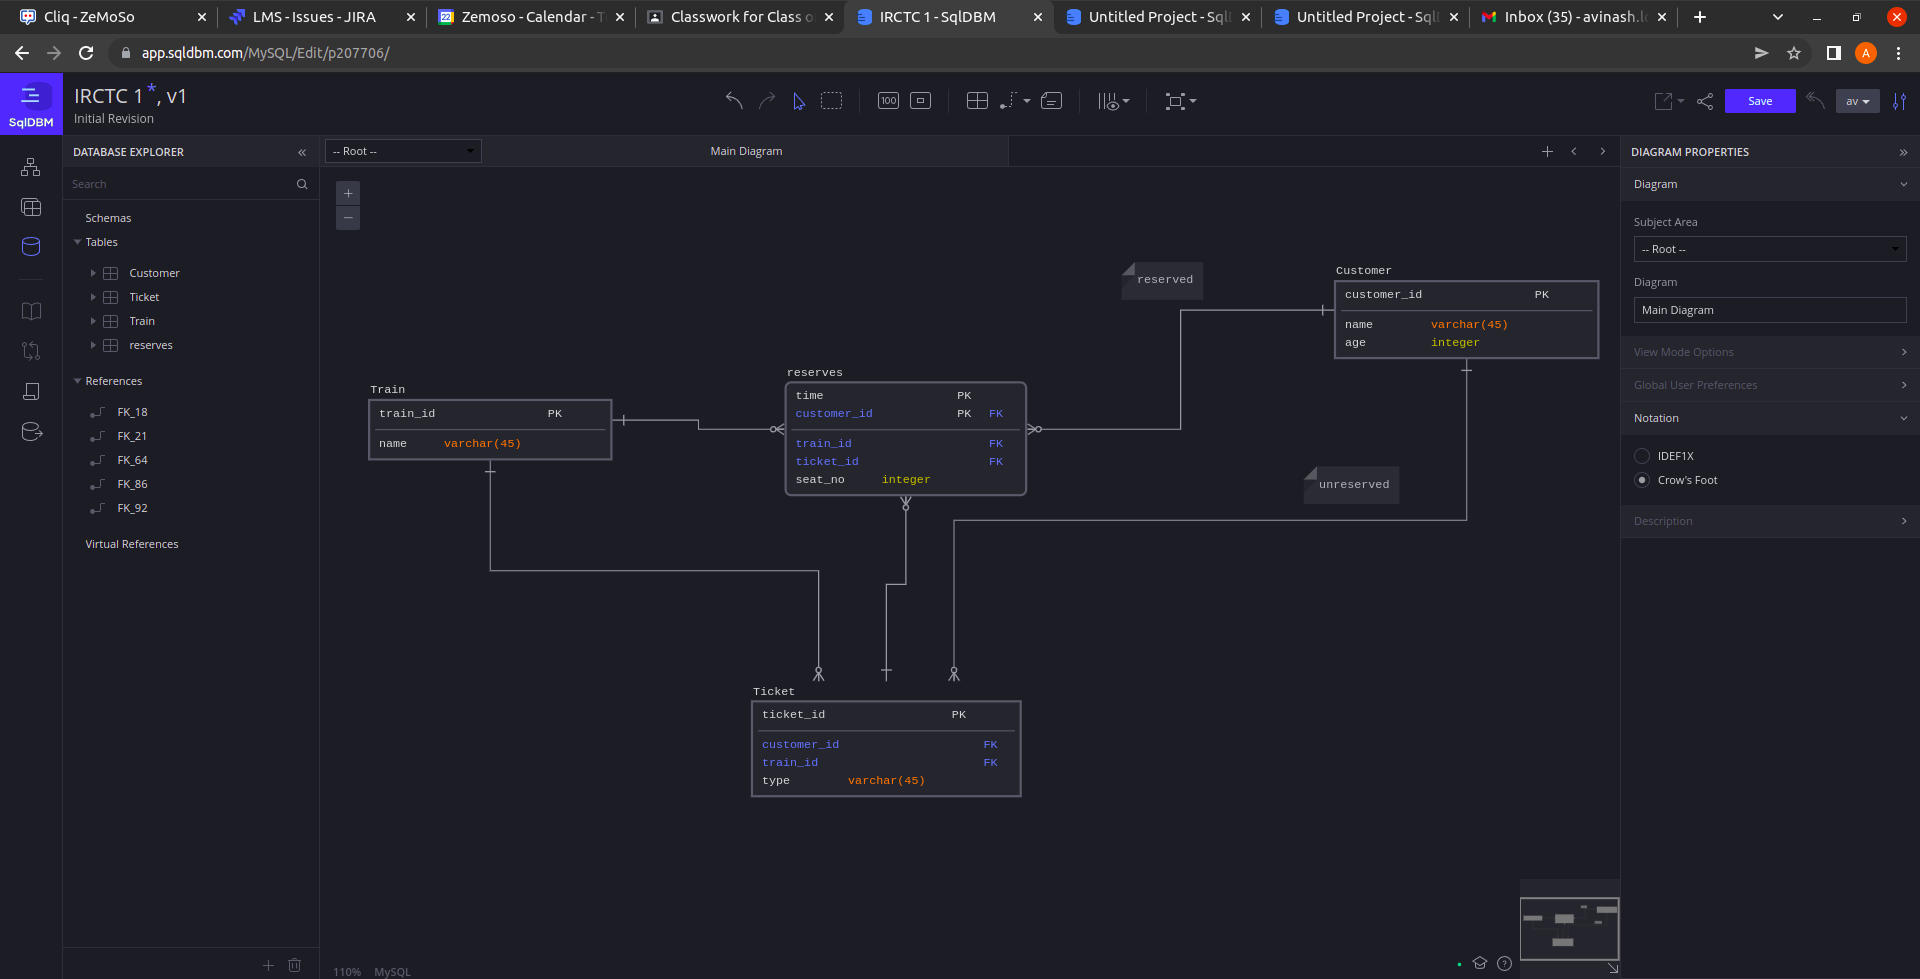 Cliq - ZeMoSo
LMS - Issues - JIRA
Zemoso - Calendar - T
Classwork for Class o
IRCTC 1 - SqlDBM
Untitled Project - Sql
Untitled Project - Sql
Inbox (35) - avinash.l
app.sqldbm.com/MySQL/Edit/p207706/
A
SqlDBM
IRCTC 1*, v1
Initial Revision
100
Save
av
DATABASE EXPLORER
-- Root --
Main Diagram
DIAGRAM PROPERTIES
Search
Schemas
Tables
Customer
Ticket
Train
reserves
References
FK_18
FK_21
FK_64
FK_86
FK_92
Virtual References
reserved
Customer
customer_id PK
name varchar(45)
age integer
reserves
time PK
customer_id PK FK
train_id FK
ticket_id FK
seat_no integer
Train
train_id PK
name varchar(45)
unreserved
Ticket
ticket_id PK
customer_id FK
train_id FK
type varchar(45)
110% MySQL
Diagram
Subject Area
-- Root --
Diagram
Main Diagram
View Mode Options
Global User Preferences
Notation
IDEF1X
Crow's Foot
Description